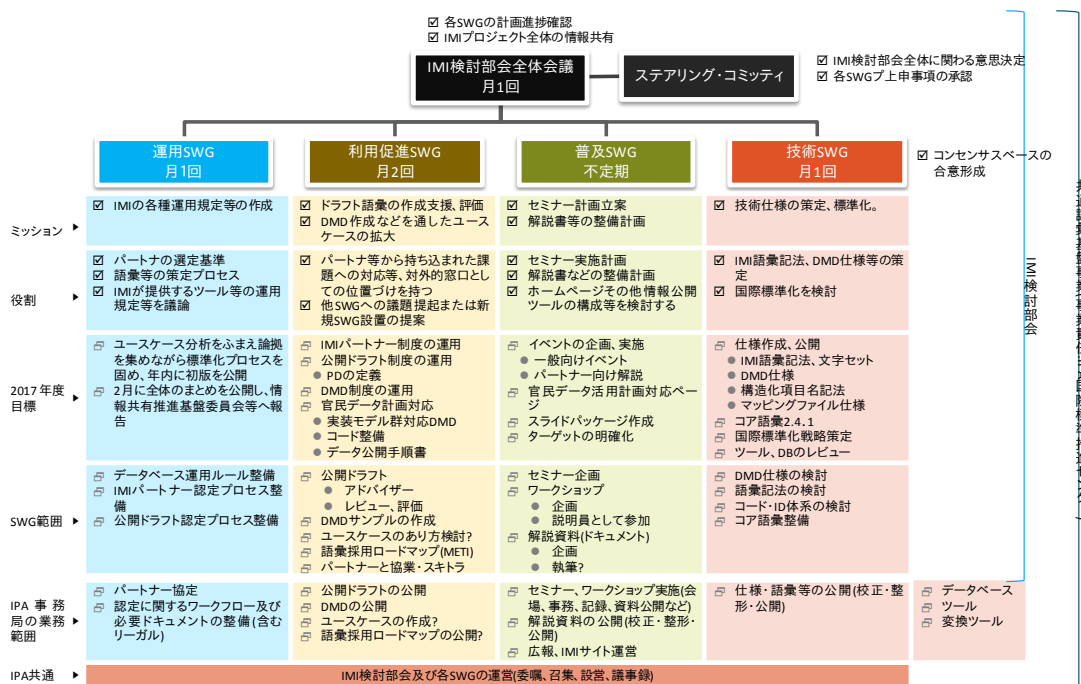 ☑ 各SWGの計画進捗確認
☑ IMIプロジェクト全体の情報共有
IMI検討部会全体会議
月1回
ステアリング・コミッティ
☑ IMI検討部会全体に関わる意思決定
☑ 各SWGプ上申事項の承認
運用SWG
月1回
利用促進SWG
月2回
普及SWG
不定期
技術SWG
月1回
☑ コンセンサスベースの
合意形成
ミッション
☑ IMIの各種運用規定等の作成
☑ ドラフト語彙の作成支援、評価
☑ DMD作成などを通したユー
スケースの拡大
☑ セミナー計画立案
☑ 解説書等の整備計画
☑ 技術仕様の策定、標準化。
役割
☑ パートナの選定基準
☑ 語彙等の策定プロセス
☑ IMIが提供するツール等の運用
規定等を議論
☑ パートナ等から持ち込まれた課
題への対応等、対外的窓口とし
ての位置づけを持つ
☑ 他SWGへの議題提起または新
規SWG設置の提案
☑ セミナー実施計画
☑ 解説書などの整備計画
☑ ホームページその他情報公開
ツールの構成等を検討する
☑ IMI語彙記法、DMD仕様等の策
定
☑ 国際標準化を検討
2017年度
目標
ユースケース分析をふまえ論拠
を集めながら標準化プロセスを
固め、年内に初版を公開
2月に全体のまとめを公開し、情
報共有推進基盤委員会等へ報
告
IMIパートナー制度の運用
公開ドラフト制度の運用
● PDの定義
DMD制度の運用
官民データ計画対応
● 実装モデル群対応DMD
● コード整備
● データ公開手順書
イベントの企画、実施
● 一般向けイベント
● パートナー向け解説
官民データ活用計画対応ペー
ジ
スライドパッケージ作成
ターゲットの明確化
仕様作成、公開
● IMI語彙記法、文字セット
● DMD仕様
● 構造化項目名記法
● マッピングファイル仕様
コア語彙2.4.1
国際標準化戦略策定
ツール、DBのレビュー
SWG範囲
データベース運用ルール整備
IMIパートナー認定プロセス整
備
公開ドラフト認定プロセス整備
公開ドラフト
● アドバイザー
● レビュー、評価
DMDサンプルの作成
ユースケースのあり方検討?
語彙採用ロードマップ(METI)
パートナーと協業・スキトラ
セミナー企画
ワークショップ
● 企画
● 説明員として参加
解説資料(ドキュメント)
● 企画
● 執筆?
DMD仕様の検討
語彙記法の検討
コード・ID体系の検討
コア語彙整備
IPA事務
局の業務
範囲
パートナー協定
認定に関するワークフロー及び
必要ドキュメントの整備(含む
リーガル)
公開ドラフトの公開
DMDの公開
ユースケースの作成?
語彙採用ロードマップの公開?
セミナー、ワークショップ実施(会
場、事務、記録、資料公開など)
解説資料の公開(校正・整形・
公開)
広報、IMIサイト運営
仕様・語彙等の公開(校正・整
形・公開)
データベース
ツール
変換ツール
IPA共通
IMI検討部会及び各SWGの運営(委嘱、召集、設営、議事録)
IMI検討部会